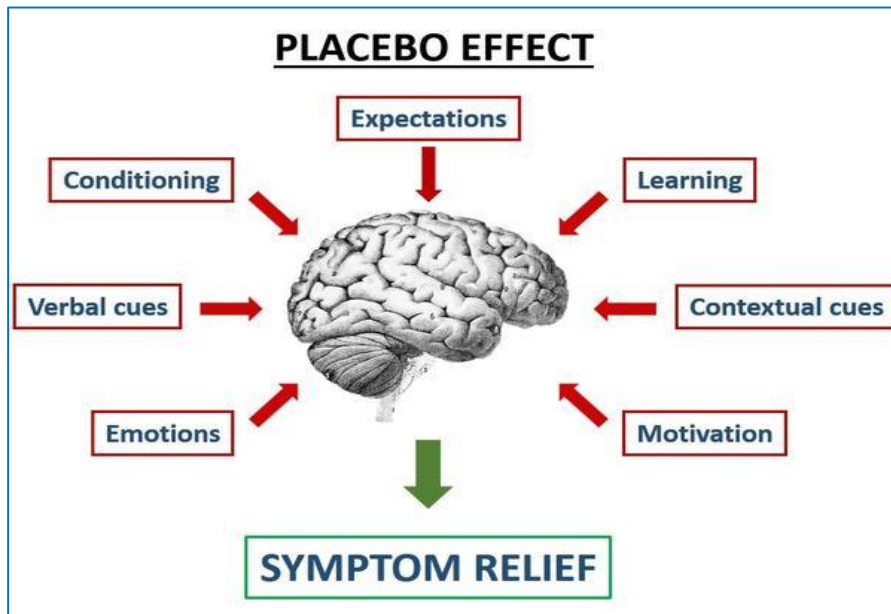 PLACEBO EFFECT
Expectations
Conditioning
Learning
Verbal cues
Contextual cues
Emotions
Motivation
SYMPTOM RELIEF